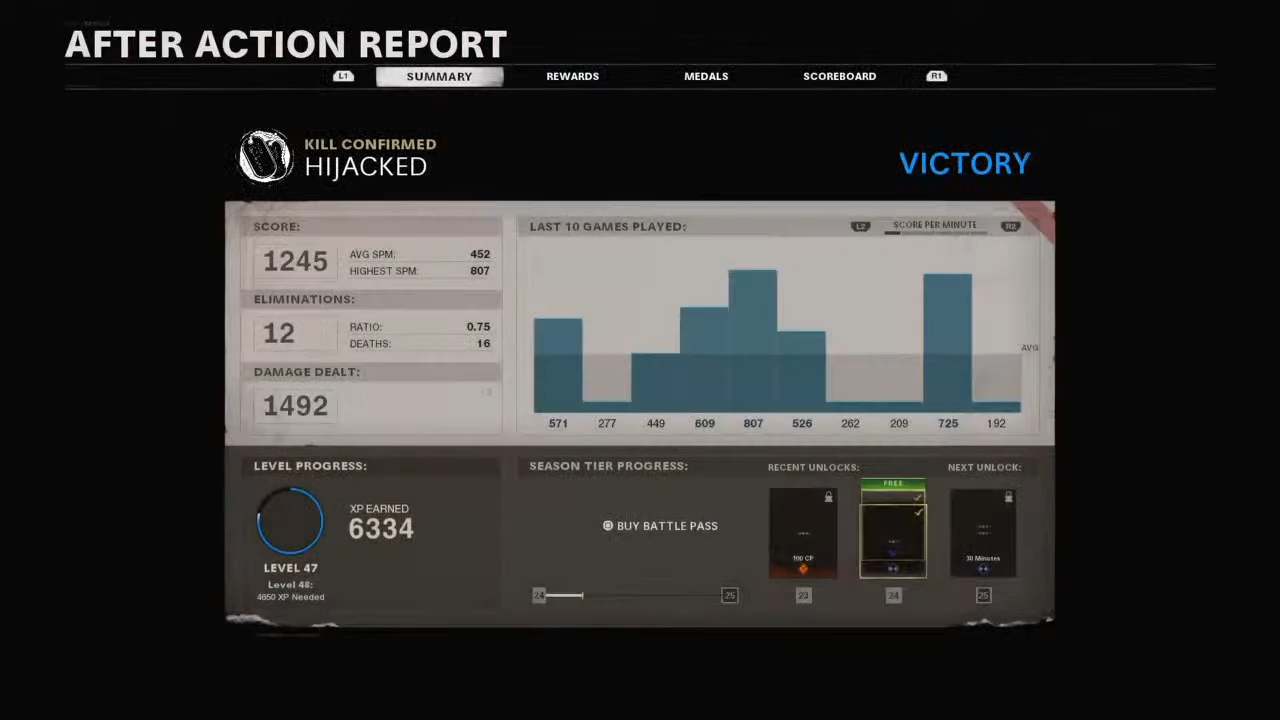 AFTER ACTION REPORT
L1 SUMMARY REWARDS MEDALS SCOREBOARD R1
KILL CONFIRMED
HIJACKED
VICTORY
SCORE:
1245
AVG SPM: 452
HIGHEST SPM: 807
ELIMINATIONS:
12
RATIO: 0.75
DEATHS: 16
DAMAGE DEALT:
1492
LAST 10 GAMES PLAYED:
L2 SCORE PER MINUTE R2
AVG
571 277 449 609 807 526 262 209 725 192
LEVEL PROGRESS:
XP EARNED
6334
LEVEL 47
Level 48:
4650 XP Needed
SEASON TIER PROGRESS:
BUY BATTLE PASS
24 25
RECENT UNLOCKS:
NEXT UNLOCK:
FREE
100 CP
30 Minutes
23 24 25